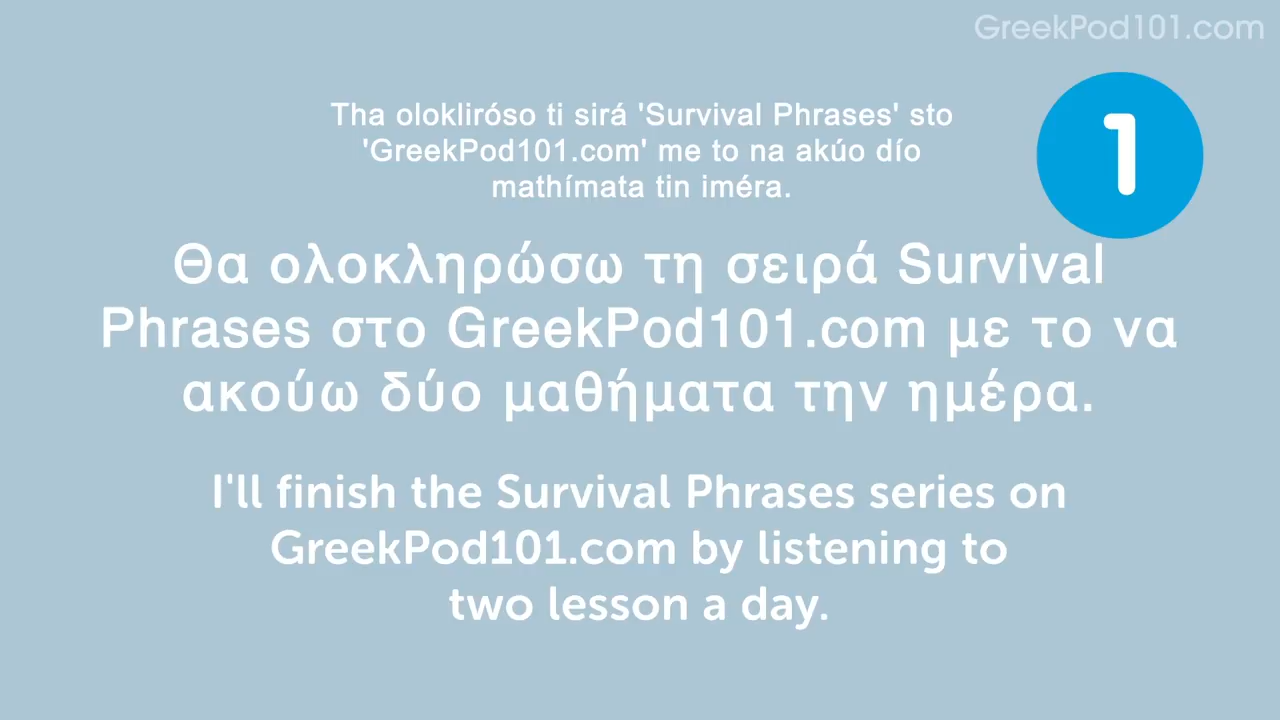 GreekPod101.com
1
Tha olokliróso ti sirá 'Survival Phrases' sto
'GreekPod101.com' me to na akúo dío
mathímata tin iméra.
Θα ολοκληρώσω τη σειρά Survival
Phrases στο GreekPod101.com με το να
ακούω δύο μαθήματα την ημέρα.
I'll finish the Survival Phrases series on
GreekPod101.com by listening to
two lesson a day.